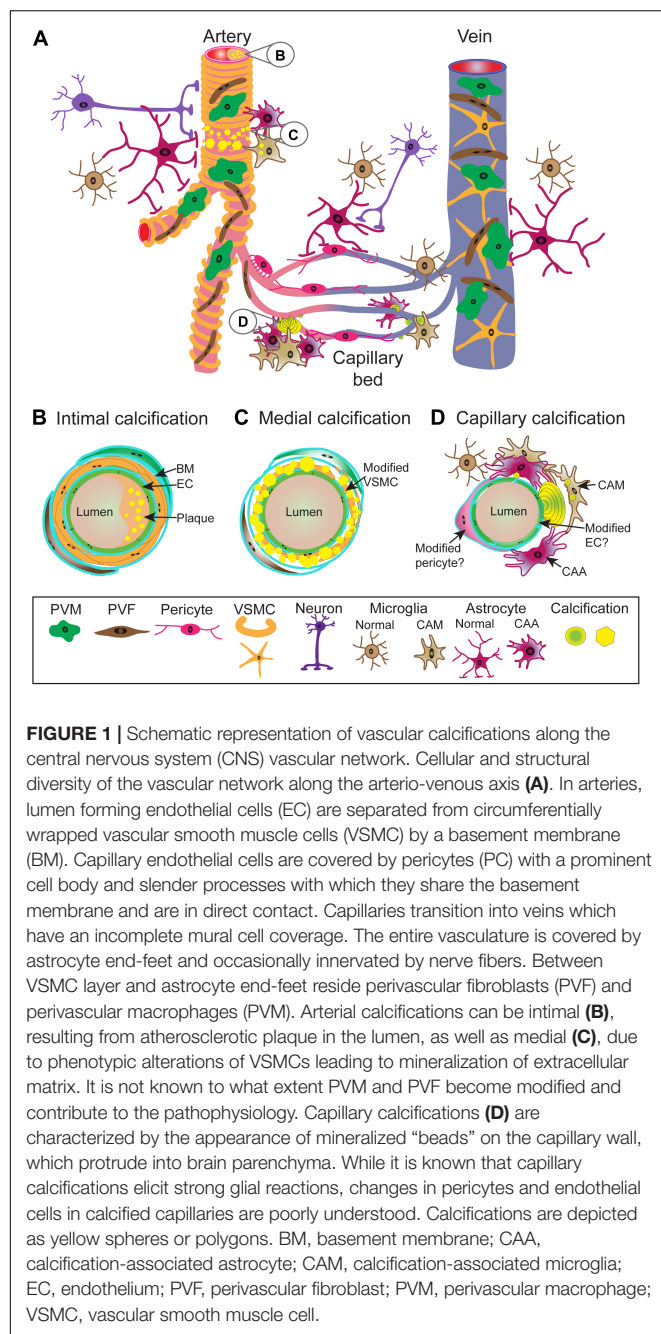 A
Artery
Vein
B
C
D
Capillary
bed
B Intimal calcification
C Medial calcification
D Capillary calcification
BM
EC
Lumen
Plaque
Modified
VSMC
Lumen
CAM
Lumen
Modified
EC?
Modified
pericyte?
CAA
PVM
PVF
Pericyte
VSMC
Neuron
Microglia
Normal
CAM
Astrocyte
Normal
CAA
Calcification
FIGURE 1 | Schematic representation of vascular calcifications along the
central nervous system (CNS) vascular network. Cellular and structural
diversity of the vascular network along the arterio-venous axis (A). In arteries,
lumen forming endothelial cells (EC) are separated from circumferentially
wrapped vascular smooth muscle cells (VSMC) by a basement membrane
(BM). Capillary endothelial cells are covered by pericytes (PC) with a prominent
cell body and slender processes with which they share the basement
membrane and are in direct contact. Capillaries transition into veins which
have an incomplete mural cell coverage. The entire vasculature is covered by
astrocyte end-feet and occasionally innervated by nerve fibers. Between
VSMC layer and astrocyte end-feet reside perivascular fibroblasts (PVF) and
perivascular macrophages (PVM). Arterial calcifications can be intimal (B),
resulting from atherosclerotic plaque in the lumen, as well as medial (C), due
to phenotypic alterations of VSMCs leading to mineralization of extracellular
matrix. It is not known to what extent PVM and PVF become modified and
contribute to the pathophysiology. Capillary calcifications (D) are
characterized by the appearance of mineralized “beads” on the capillary wall,
which protrude into brain parenchyma. While it is known that capillary
calcifications elicit strong glial reactions, changes in pericytes and endothelial
cells in calcified capillaries are poorly understood. Calcifications are depicted
as yellow spheres or polygons. BM, basement membrane; CAA,
calcification-associated astrocyte; CAM, calcification-associated microglia;
EC, endothelium; PVF, perivascular fibroblast; PVM, perivascular macrophage;
VSMC, vascular smooth muscle cell.